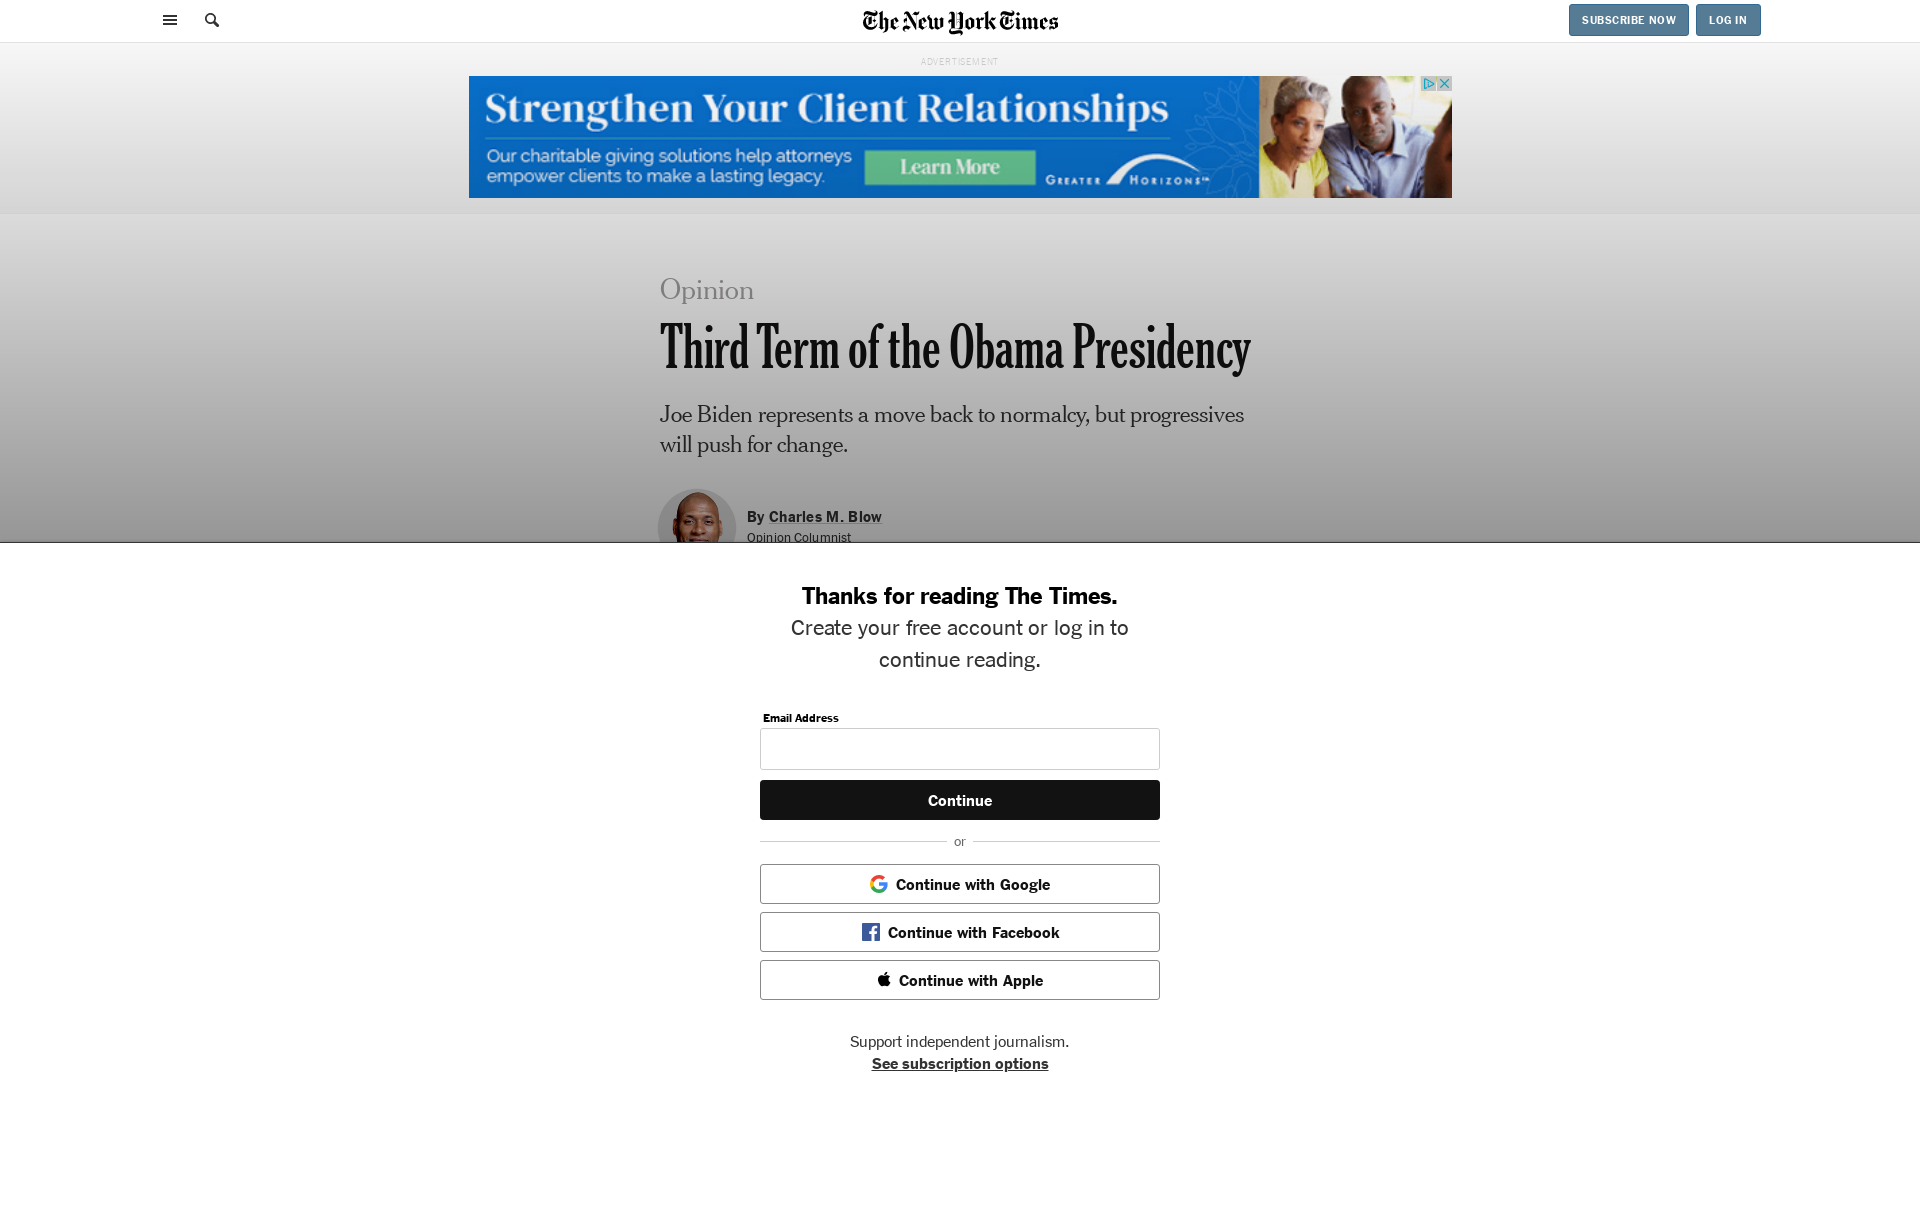 The New York Times
SUBSCRIBE NOW
LOG IN
ADVERTISEMENT
Strengthen Your Client Relationships
Our charitable giving solutions help attorneys
empower clients to make a lasting legacy.
Learn More
GREATER HORIZONS
Opinion
Third Term of the Obama Presidency
Joe Biden represents a move back to normalcy, but progressives
will push for change.
By Charles M. Blow
Opinion Columnist
Thanks for reading The Times.
Create your free account or log in to
continue reading.
Email Address
Continue
or
Continue with Google
Continue with Facebook
Continue with Apple
Support independent journalism.
See subscription options